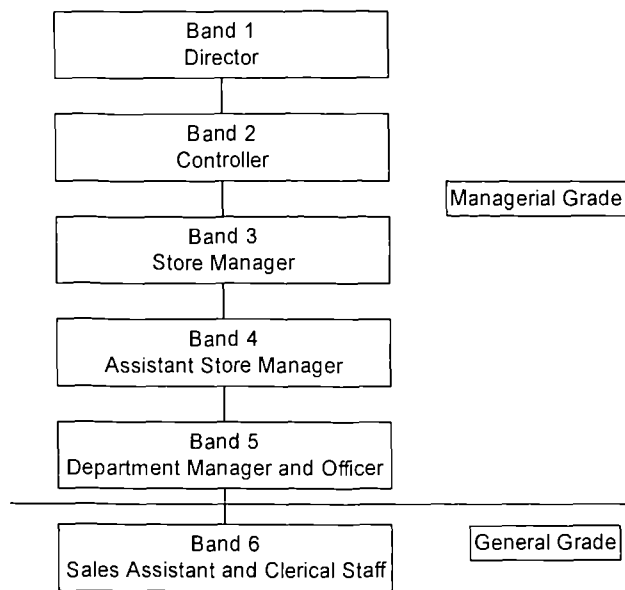 Band 1
Director
Band 2
Controller
Managerial Grade
Band 3
Store Manager
Band 4
Assistant Store Manager
Band 5
Department Manager and Officer
Band 6
Sales Assistant and Clerical Staff
General Grade